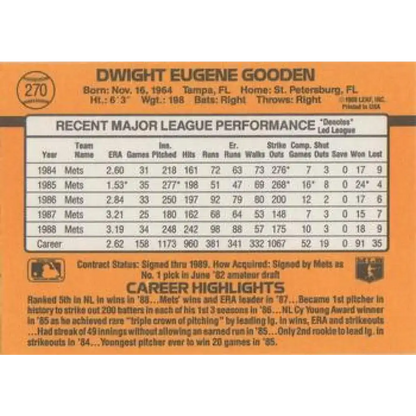 270
DWIGHT EUGENE GOODEN
Born: Nov. 16, 1964 Tampa, FL Home: St. Petersburg, FL
Ht.: 6'3" Wgt.: 198 Bats: Right Throws: Right
©1988 LEAF, INC.
Printed in USA
RECENT MAJOR LEAGUE PERFORMANCE *Denotes Led League
Year Team Name ERA Games Ins. Pitched Hits Runs Er. Runs Walks Strike Outs Comp. Games Shut Outs Save Won Lost
1984 Mets 2.60 31 218 161 72 63 73 276* 7 3 0 17 9
1985 Mets 1.53* 35 277* 198 51 47 69 268* 16* 8 0 24* 4
1986 Mets 2.84 33 250 197 92 79 80 200 12 2 0 17 6
1987 Mets 3.21 25 180 162 68 64 53 148 7 3 0 15 7
1988 Mets 3.19 34 248 242 98 88 57 175 10 3 0 18 9
Career 2.62 158 1173 960 381 342 332 1067 52 19 0 91 35
Contract Status: Signed thru 1989. How Acquired: Signed by Mets as
No. 1 pick in June '82 amateur draft
CAREER HIGHLIGHTS
Ranked 5th in NL in wins in '88...Mets' wins and ERA leader in '87...Became 1st pitcher in
history to strike out 200 batters in each of his 1st 3 seasons in '86...NL Cy Young Award winner
in '85 as he achieved rare "triple crown of pitching" by leading lg. in wins, ERA and strikeouts...
Had streak of 49 innings without allowing an earned run in '85...Only 2nd rookie to lead lg. in
strikeouts in '84...Youngest pitcher ever to win 20 games in '85.